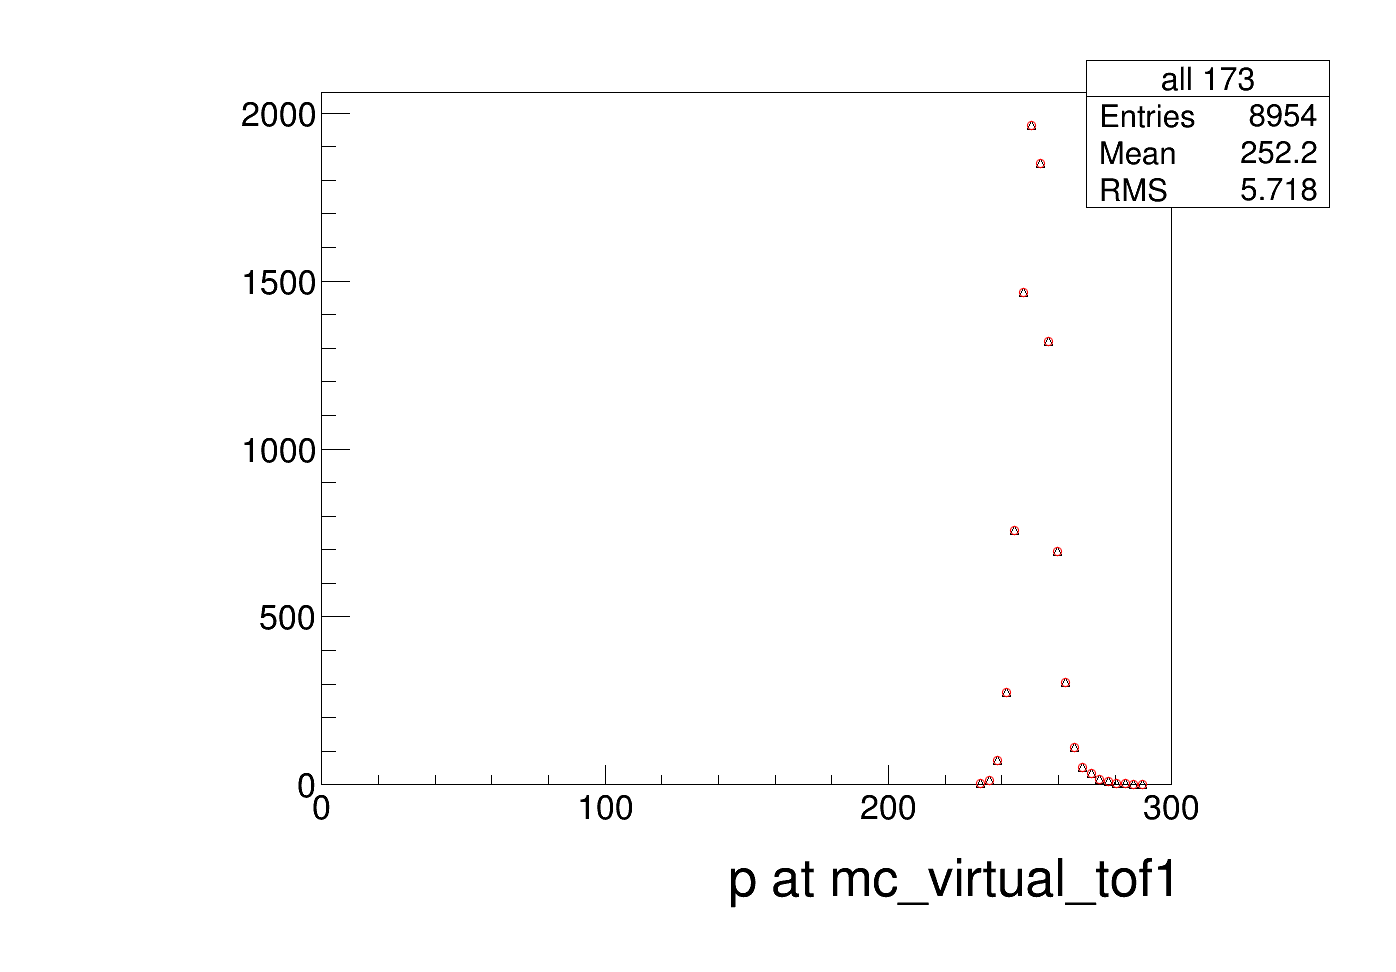 all 173
Entries 8954
Mean 252.2
RMS 5.718
2000
1500
1000
500
0
0 100 200 300
p at mc_virtual_tof1